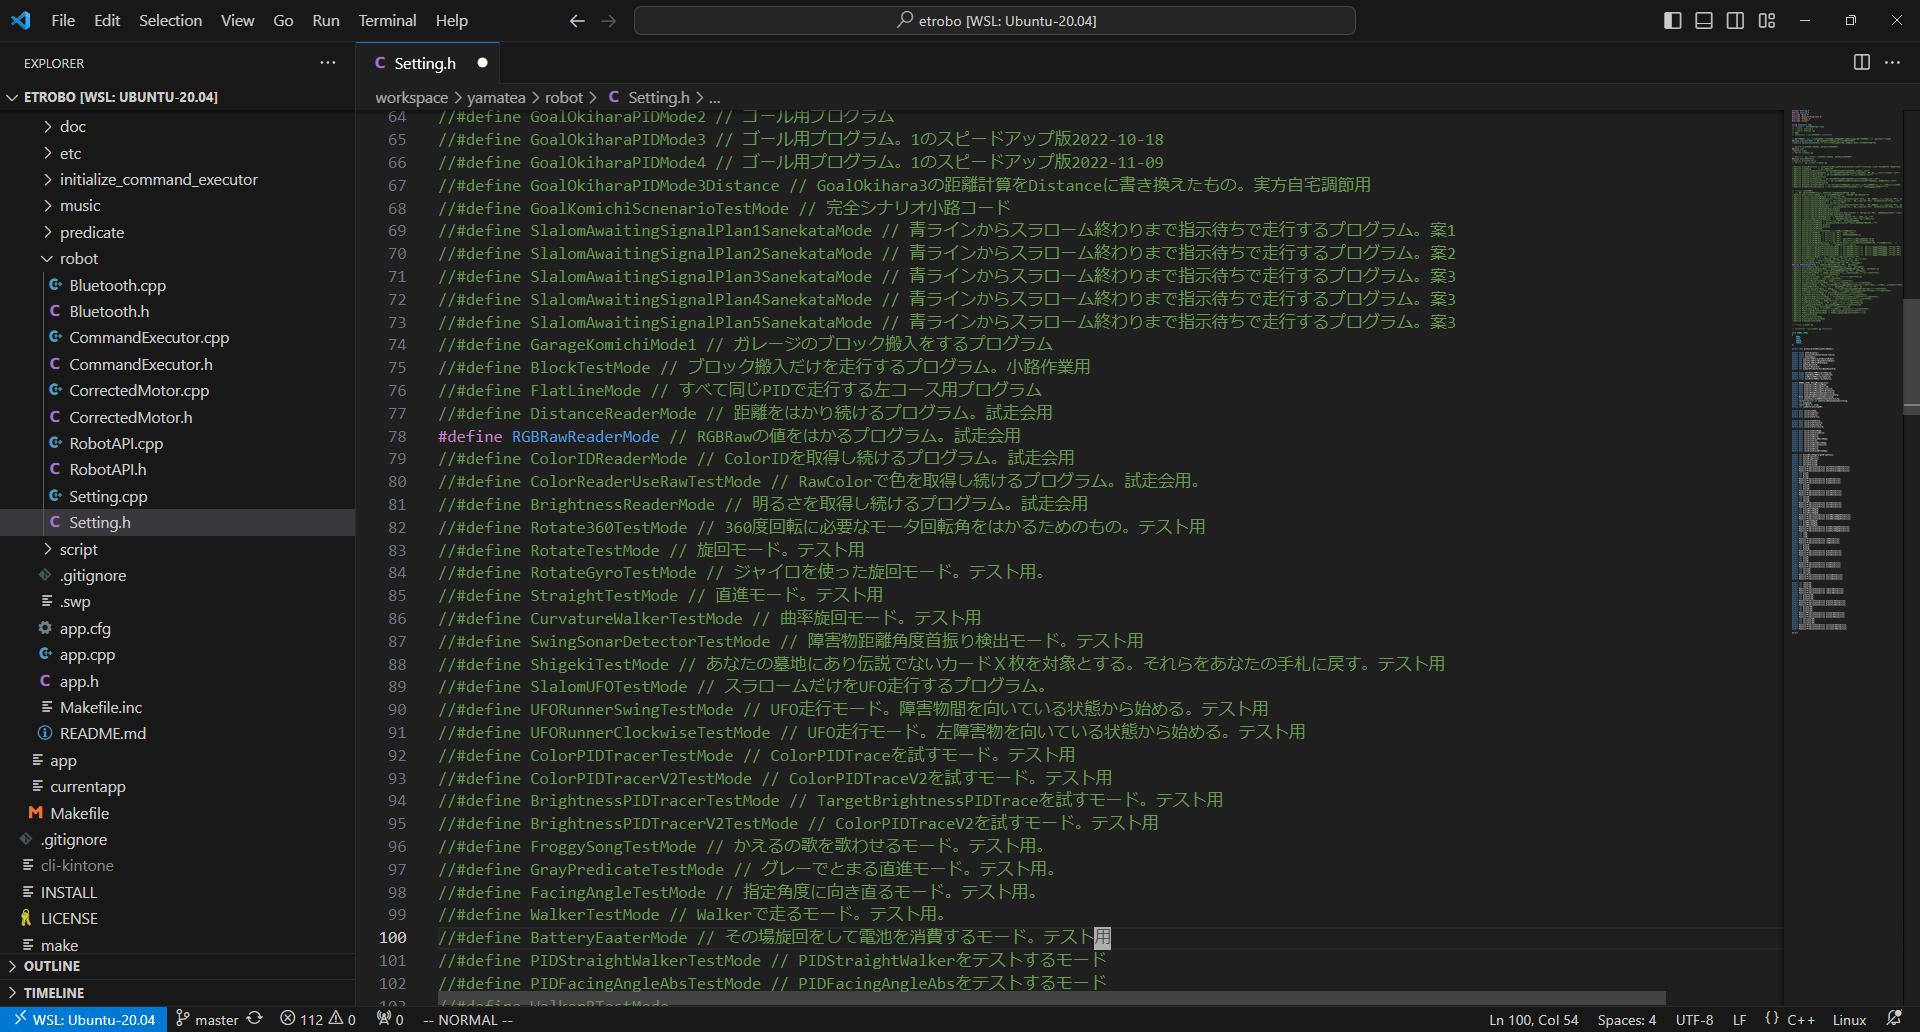 File Edit Selection View Go Run Terminal Help
etrobo [WSL: Ubuntu-20.04]
EXPLORER
Setting.h
ETROBO [WSL: UBUNTU-20.04]
workspace > yamatea > robot > C Setting.h > ...
doc
etc
initialize_command_executor
music
predicate
robot
Bluetooth.cpp
Bluetooth.h
CommandExecutor.cpp
CommandExecutor.h
CorrectedMotor.cpp
CorrectedMotor.h
RobotAPI.cpp
RobotAPI.h
Setting.cpp
Setting.h
script
.gitignore
.swp
app.cfg
app.cpp
app.h
Makefile.inc
README.md
app
currentapp
Makefile
.gitignore
cli-kintone
INSTALL
LICENSE
make
OUTLINE
TIMELINE
64 //#define GoalOkiharaPIDMode2 // ゴール用プログラム
65 //#define GoalOkiharaPIDMode3 // ゴール用プログラム。1のスピードアップ版2022-10-18
66 //#define GoalOkiharaPIDMode4 // ゴール用プログラム。1のスピードアップ版2022-11-09
67 //#define GoalOkiharaPIDMode3Distance // GoalOkihara3の距離計算をDistanceに書き換えたもの。実方自宅調節用
68 //#define GoalKomichiScnenarioTestMode // 完全シナリオ小路コード
69 //#define SlalomAwaitingSignalPlan1SanekataMode // 青ラインからスラローム終わりまで指示待ちで走行するプログラム。案1
70 //#define SlalomAwaitingSignalPlan2SanekataMode // 青ラインからスラローム終わりまで指示待ちで走行するプログラム。案2
71 //#define SlalomAwaitingSignalPlan3SanekataMode // 青ラインからスラローム終わりまで指示待ちで走行するプログラム。案3
72 //#define SlalomAwaitingSignalPlan4SanekataMode // 青ラインからスラローム終わりまで指示待ちで走行するプログラム。案3
73 //#define SlalomAwaitingSignalPlan5SanekataMode // 青ラインからスラローム終わりまで指示待ちで走行するプログラム。案3
74 //#define GarageKomichiMode1 // ガレージのブロック搬入をするプログラム
75 //#define BlockTestMode // ブロック搬入だけを走行するプログラム。小路作業用
76 //#define FlatLineMode // すべて同じPIDで走行する左コース用プログラム
77 //#define DistanceReaderMode // 距離をはかり続けるプログラム。試走会用
78 #define RGBRawReaderMode // RGBRawの値をはかるプログラム。試走会用
79 //#define ColorIDReaderMode // ColorIDを取得し続けるプログラム。試走会用
80 //#define ColorReaderUseRawTestMode // RawColorで色を取得し続けるプログラム。試走会用。
81 //#define BrightnessReaderMode // 明るさを取得し続けるプログラム。試走会用
82 //#define Rotate360TestMode // 360度回転に必要なモータ回転角をはかるためのもの。テスト用
83 //#define RotateTestMode // 旋回モード。テスト用
84 //#define RotateGyroTestMode // ジャイロを使った旋回モード。テスト用。
85 //#define StraightTestMode // 直進モード。テスト用
86 //#define CurvatureWalkerTestMode // 曲率旋回モード。テスト用
87 //#define SwingSonarDetectorTestMode // 障害物距離角度首振り検出モード。テスト用
88 //#define ShigekiTestMode // あなたの墓地にあり伝説でないカードＸ枚を対象とする。それらをあなたの手札に戻す。テスト用
89 //#define SlalomUFOTestMode // スラロームだけをUFO走行するプログラム。
90 //#define UFORunnerSwingTestMode // UFO走行モード。障害物間を向いている状態から始める。テスト用
91 //#define UFORunnerClockwiseTestMode // UFO走行モード。左障害物を向いている状態から始める。テスト用
92 //#define ColorPIDTracerTestMode // ColorPIDTraceを試すモード。テスト用
93 //#define ColorPIDTracerV2TestMode // ColorPIDTraceV2を試すモード。テスト用
94 //#define BrightnessPIDTracerTestMode // TargetBrightnessPIDTraceを試すモード。テスト用
95 //#define BrightnessPIDTracerV2TestMode // ColorPIDTraceV2を試すモード。テスト用
96 //#define FroggySongTestMode // かえるの歌を歌わせるモード。テスト用。
97 //#define GrayPredicateTestMode // グレーでとまる直進モード。テスト用。
98 //#define FacingAngleTestMode // 指定角度に向き直るモード。テスト用。
99 //#define WalkerTestMode // Walkerで走るモード。テスト用。
100 //#define BatteryEaaterMode // その場旋回をして電池を消費するモード。テスト用
101 //#define PIDStraightWalkerTestMode // PIDStraightWalkerをテストするモード
102 //#define PIDFacingAngleAbsTestMode // PIDFacingAngleAbsをテストするモード
WSL: Ubuntu-20.04 master 112 0 0 -- NORMAL -- Ln 100, Col 54 Spaces: 4 UTF-8 LF {} C++ Linux